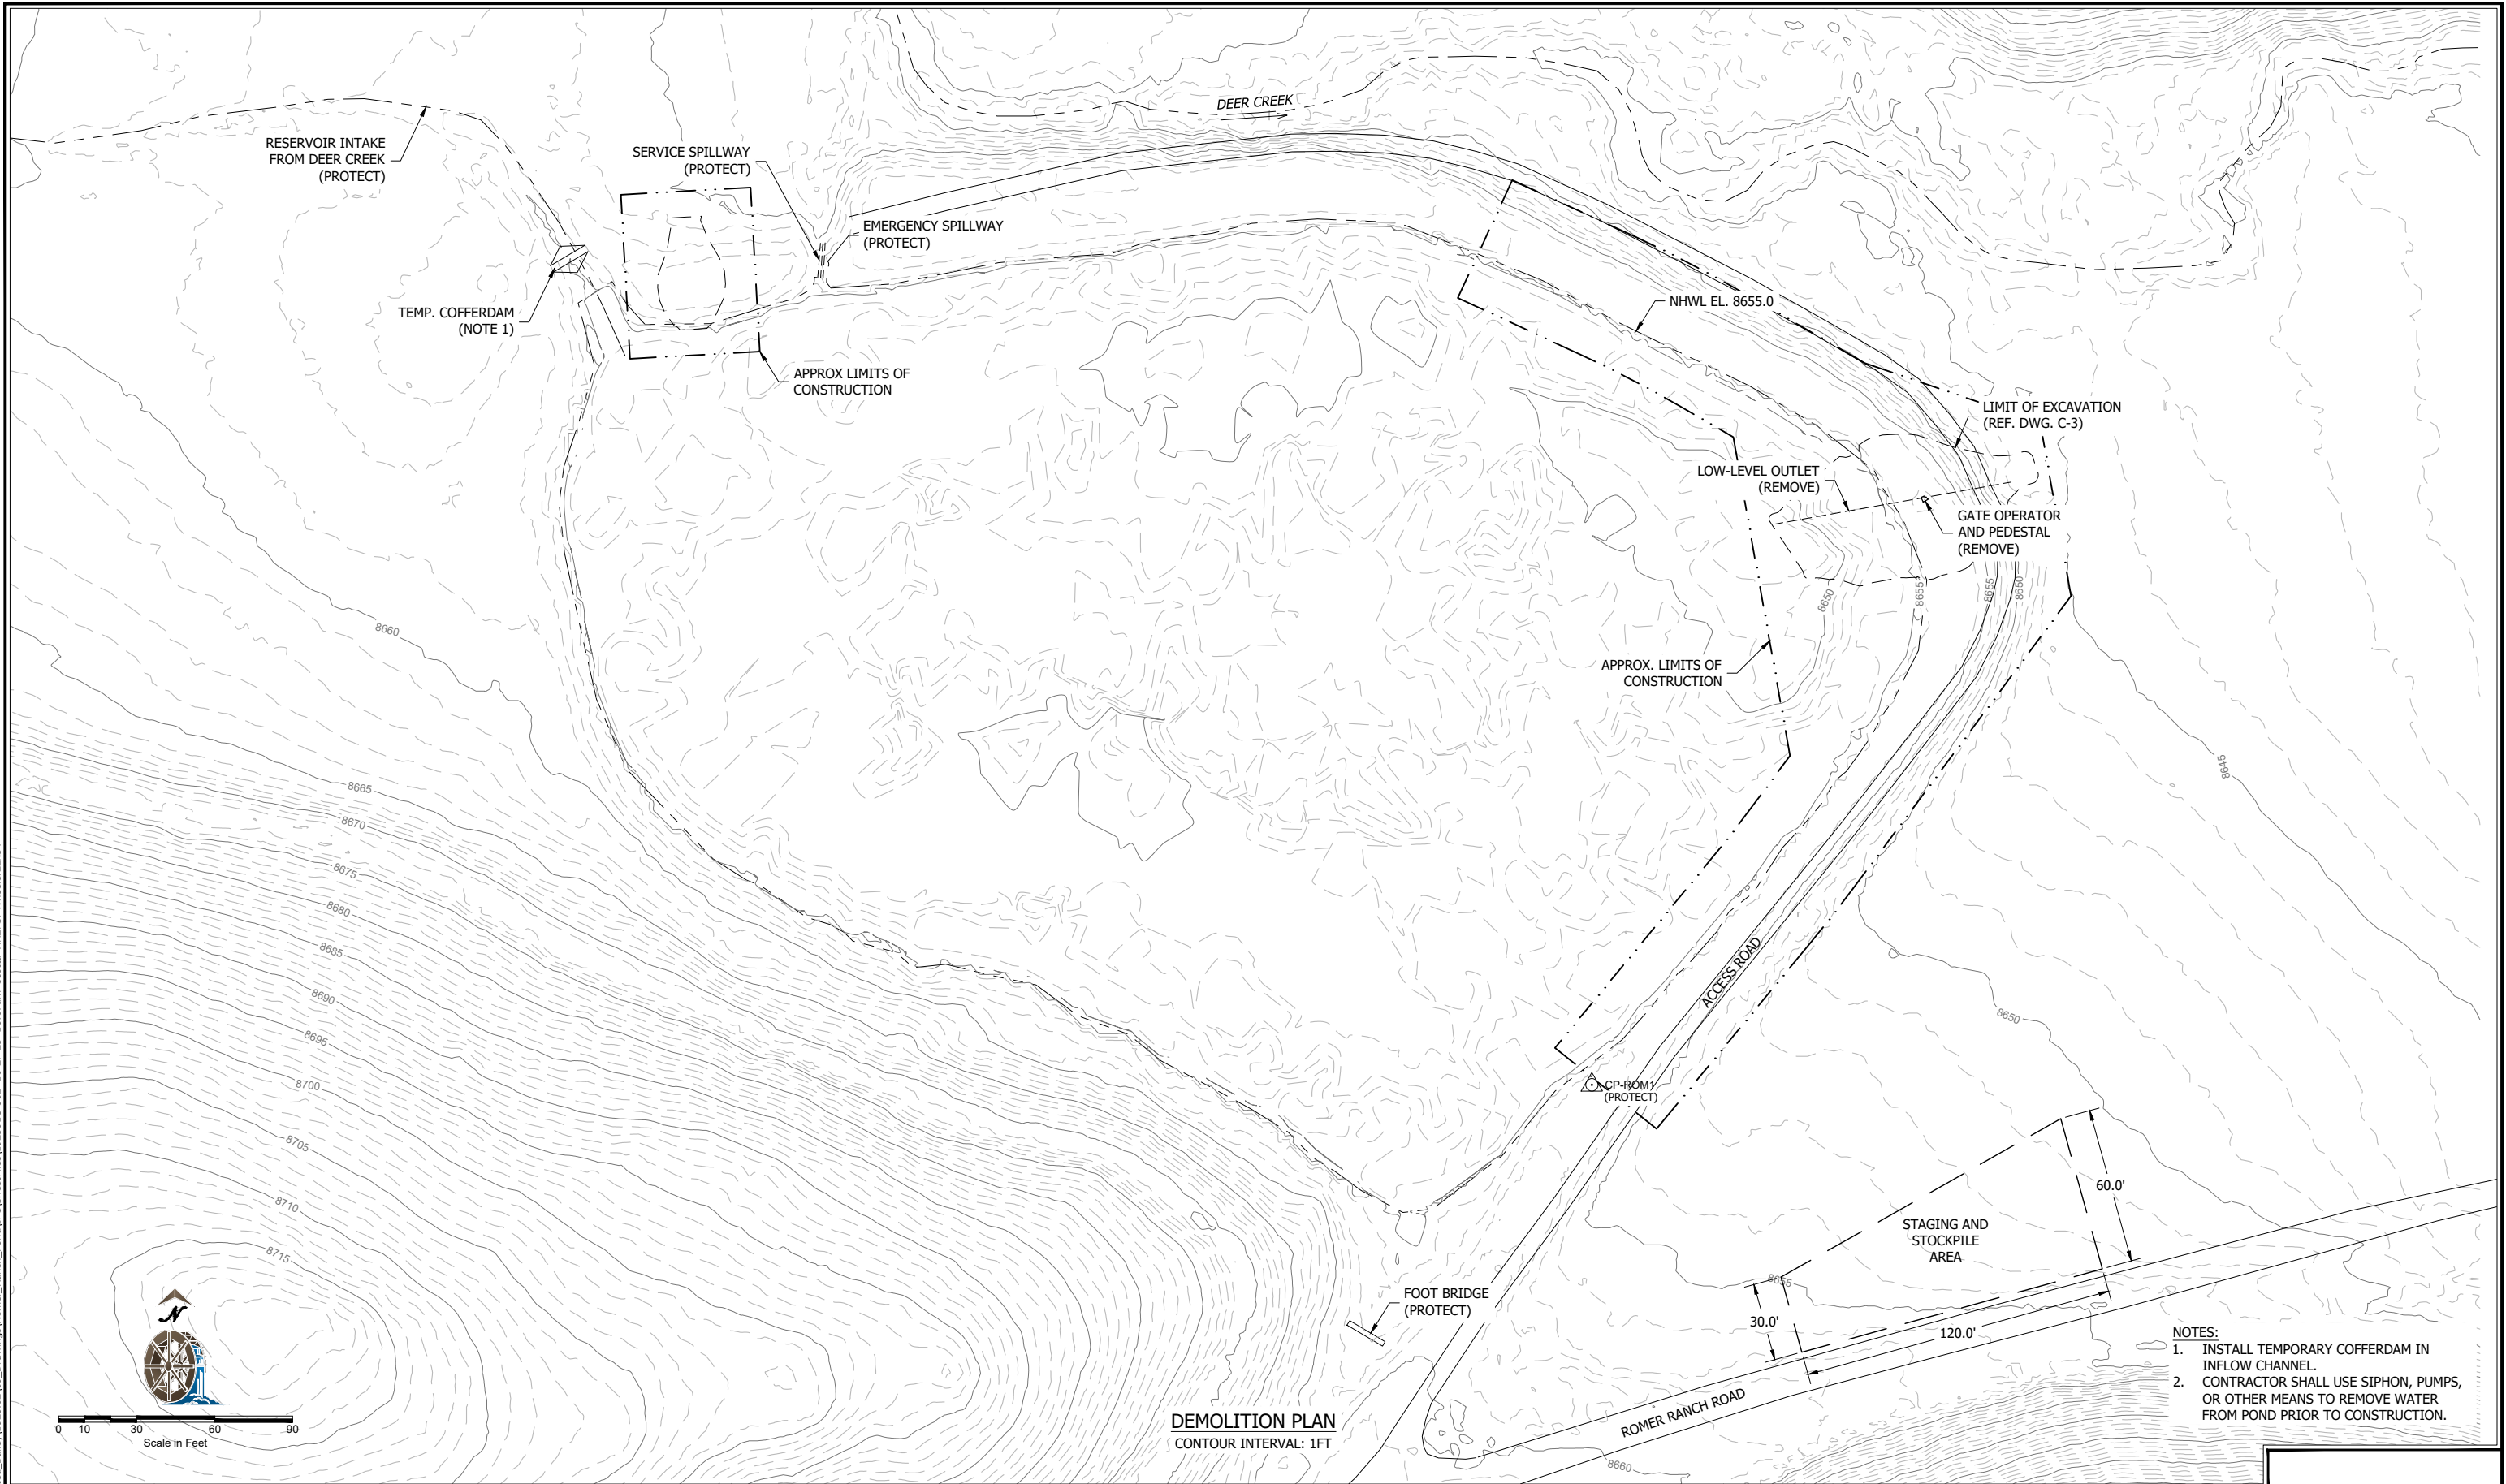 DEER CREEK
RESERVOIR INTAKE
FROM DEER CREEK
(PROTECT)
SERVICE SPILLWAY
(PROTECT)
EMERGENCY SPILLWAY
(PROTECT)
TEMP. COFFERDAM
(NOTE 1)
NHWL EL. 8655.0
APPROX LIMITS OF
CONSTRUCTION
LIMIT OF EXCAVATION
(REF. DWG. C-3)
LOW-LEVEL OUTLET
(REMOVE)
GATE OPERATOR
AND PEDESTAL
(REMOVE)
8650
8655
8655
8650
8660
APPROX. LIMITS OF
CONSTRUCTION
8645
8665
8670
8675
8680
8685
8690
8695
8700
8705
8710
8715
ACCESS ROAD
8650
CP-ROM1
(PROTECT)
60.0'
STAGING AND
STOCKPILE
AREA
8655
30.0'
120.0'
FOOT BRIDGE
(PROTECT)
ROMER RANCH ROAD
8660
N
0 10 30 60 90
Scale in Feet
DEMOLITION PLAN
CONTOUR INTERVAL: 1FT
NOTES:
1. INSTALL TEMPORARY COFFERDAM IN
INFLOW CHANNEL.
2. CONTRACTOR SHALL USE SIPHON, PUMPS,
OR OTHER MEANS TO REMOVE WATER
FROM POND PRIOR TO CONSTRUCTION.